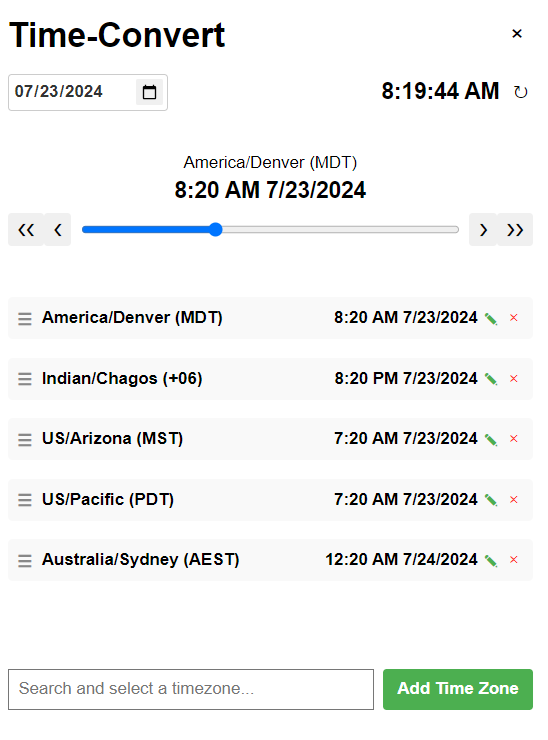 Time-Convert ×
07/23/2024 8:19:44 AM ↻
America/Denver (MDT)
8:20 AM 7/23/2024
America/Denver (MDT) 8:20 AM 7/23/2024
Indian/Chagos (+06) 8:20 PM 7/23/2024
US/Arizona (MST) 7:20 AM 7/23/2024
US/Pacific (PDT) 7:20 AM 7/23/2024
Australia/Sydney (AEST) 12:20 AM 7/24/2024
Search and select a timezone... Add Time Zone